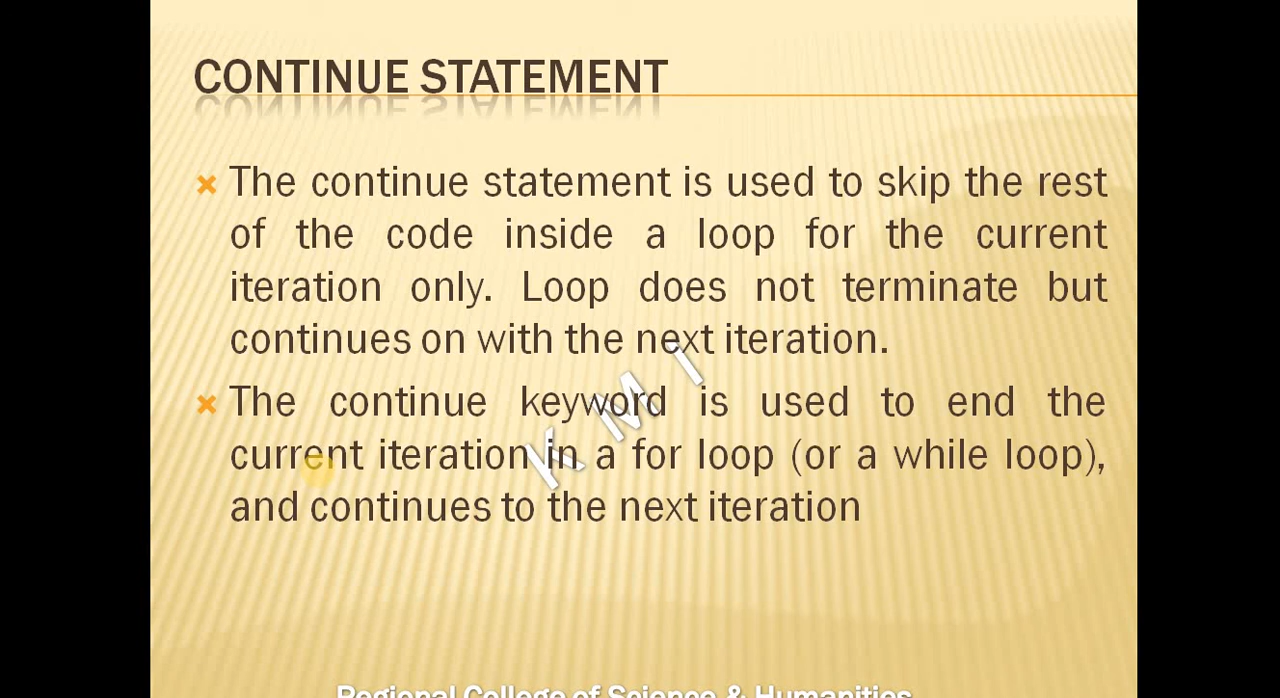 CONTINUE STATEMENT
The continue statement is used to skip the rest
of the code inside a loop for the current
iteration only. Loop does not terminate but
continues on with the next iteration.
The continue keyword is used to end the
current iteration in a for loop (or a while loop),
and continues to the next iteration
K M I
Regional College of Science & Humanities